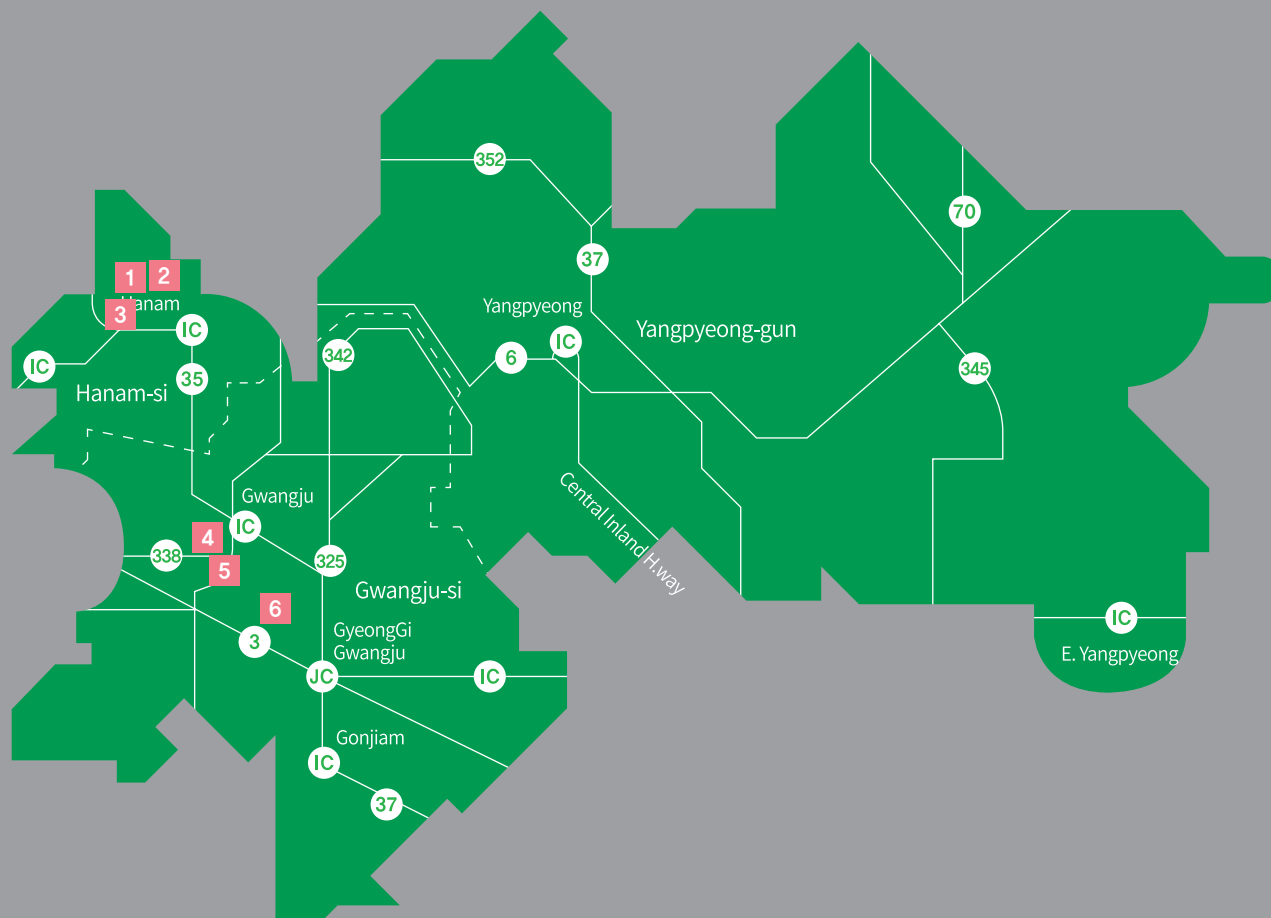 352
70
37
1
2
Hanam
3
IC
Yangpyeong
IC
Yangpyeong-gun
6
342
IC
35
345
Hanam-si
Gwangju
Central Inland H.way
IC
4
338
5
325
Gwangju-si
6
3
GyeongGi
Gwangju
JC
IC
IC
E. Yangpyeong
Gonjiam
IC
37